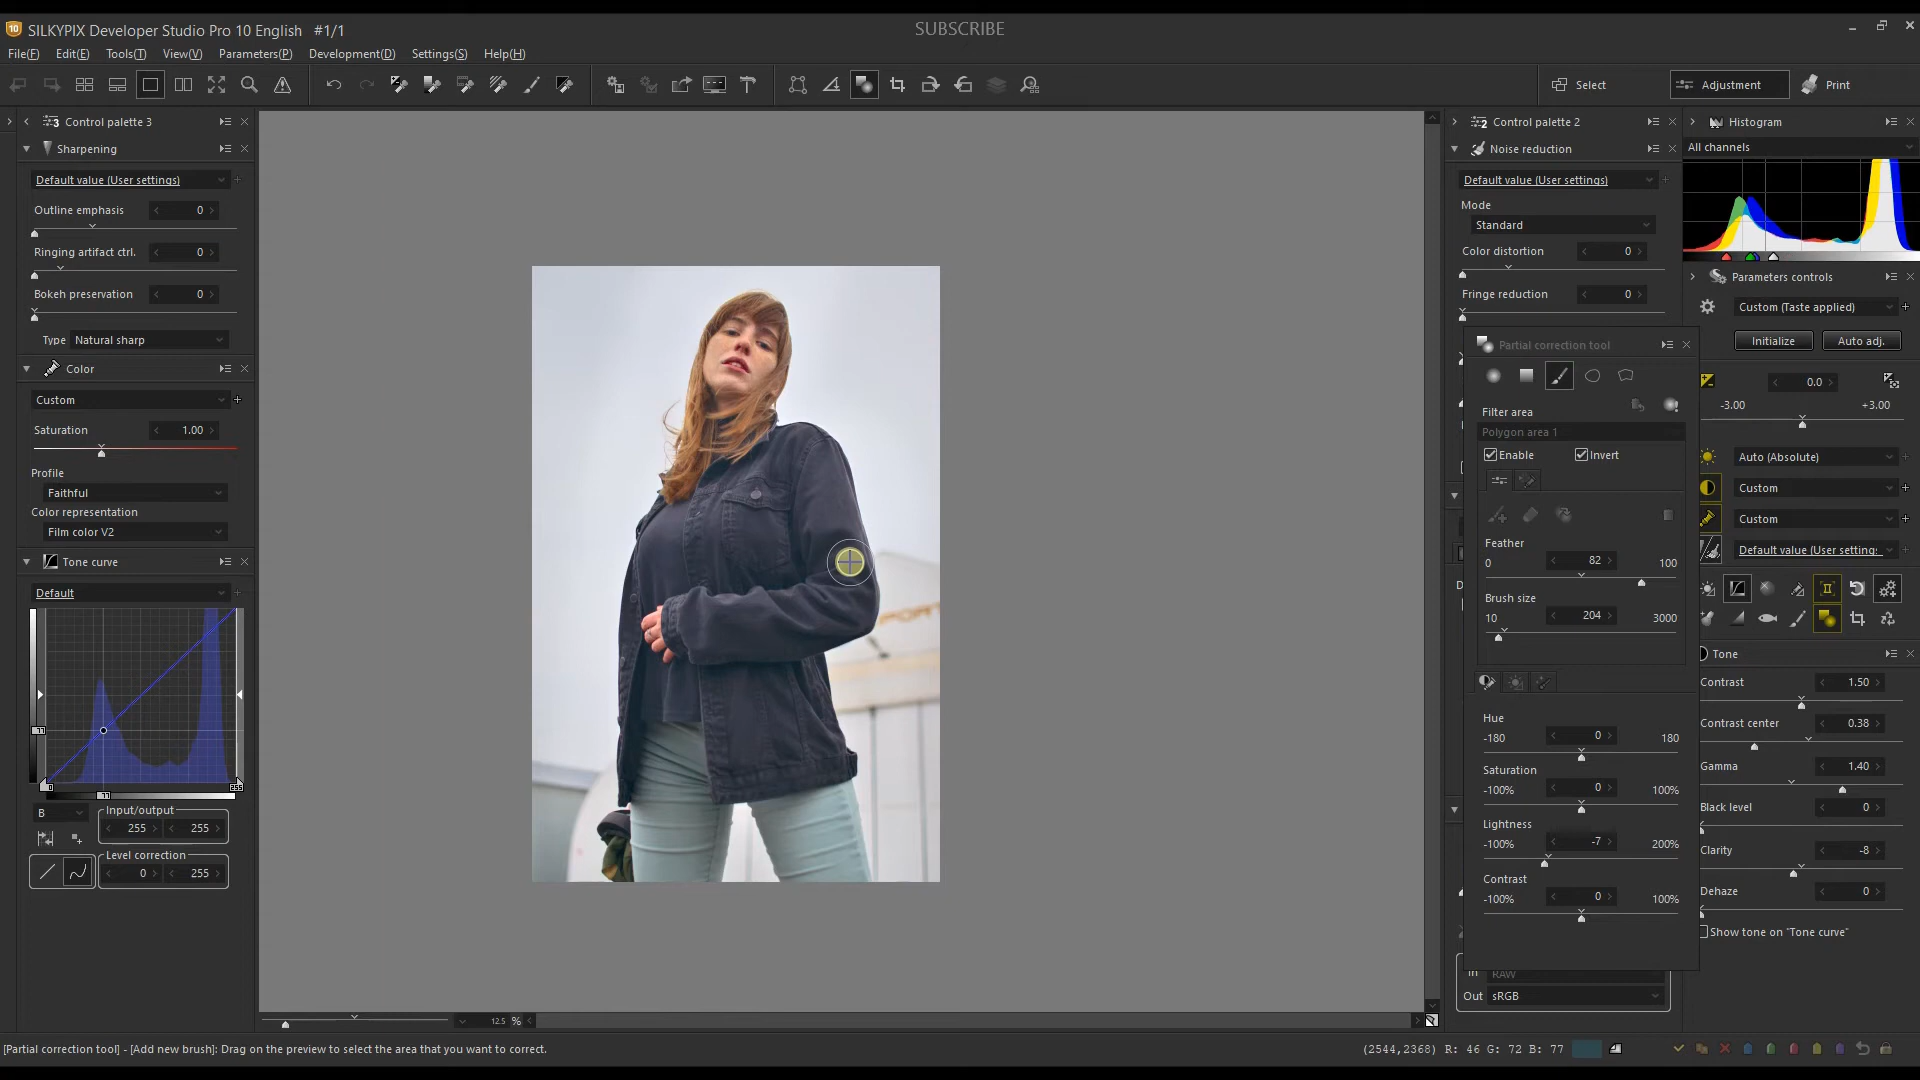 SILKYPIX Developer Studio Pro 10 English #1/1
SUBSCRIBE
File(F) Edit(E) Tools(T) View(V) Parameters(P) Development(D) Settings(S) Help(H)
Select Adjustment Print
Control palette 3
Sharpening
Default value (User settings)
Outline emphasis 0
Ringing artifact ctrl. 0
Bokeh preservation 0
Type Natural sharp
Color
Custom
Saturation 1.00
Profile
Faithful
Color representation
Film color V2
Tone curve
Default
77
0 77 255
B Input/output
255 255
Level correction
0 255
12.5 %
Control palette 2
Noise reduction
Default value (User settings)
Mode
Standard
Color distortion 0
Fringe reduction 0
Partial correction tool
Filter area
Polygon area 1
Enable Invert
Feather
0 82 100
Brush size
10 204 3000
Hue
-180 0 180
Saturation
-100% 0 100%
Lightness
-100% -7 200%
Contrast
-100% 0 100%
In RAW
Out sRGB
Histogram
All channels
Parameters controls
Custom (Taste applied)
Initialize Auto adj.
0.0
-3.00 +3.00
Auto (Absolute)
Custom
Custom
Default value (User setting:
Tone
Contrast 1.50
Contrast center 0.38
Gamma 1.40
Black level 0
Clarity -8
Dehaze 0
Show tone on "Tone curve"
[Partial correction tool] - [Add new brush]: Drag on the preview to select the area that you want to correct.
(2544,2368) R: 46 G: 72 B: 77